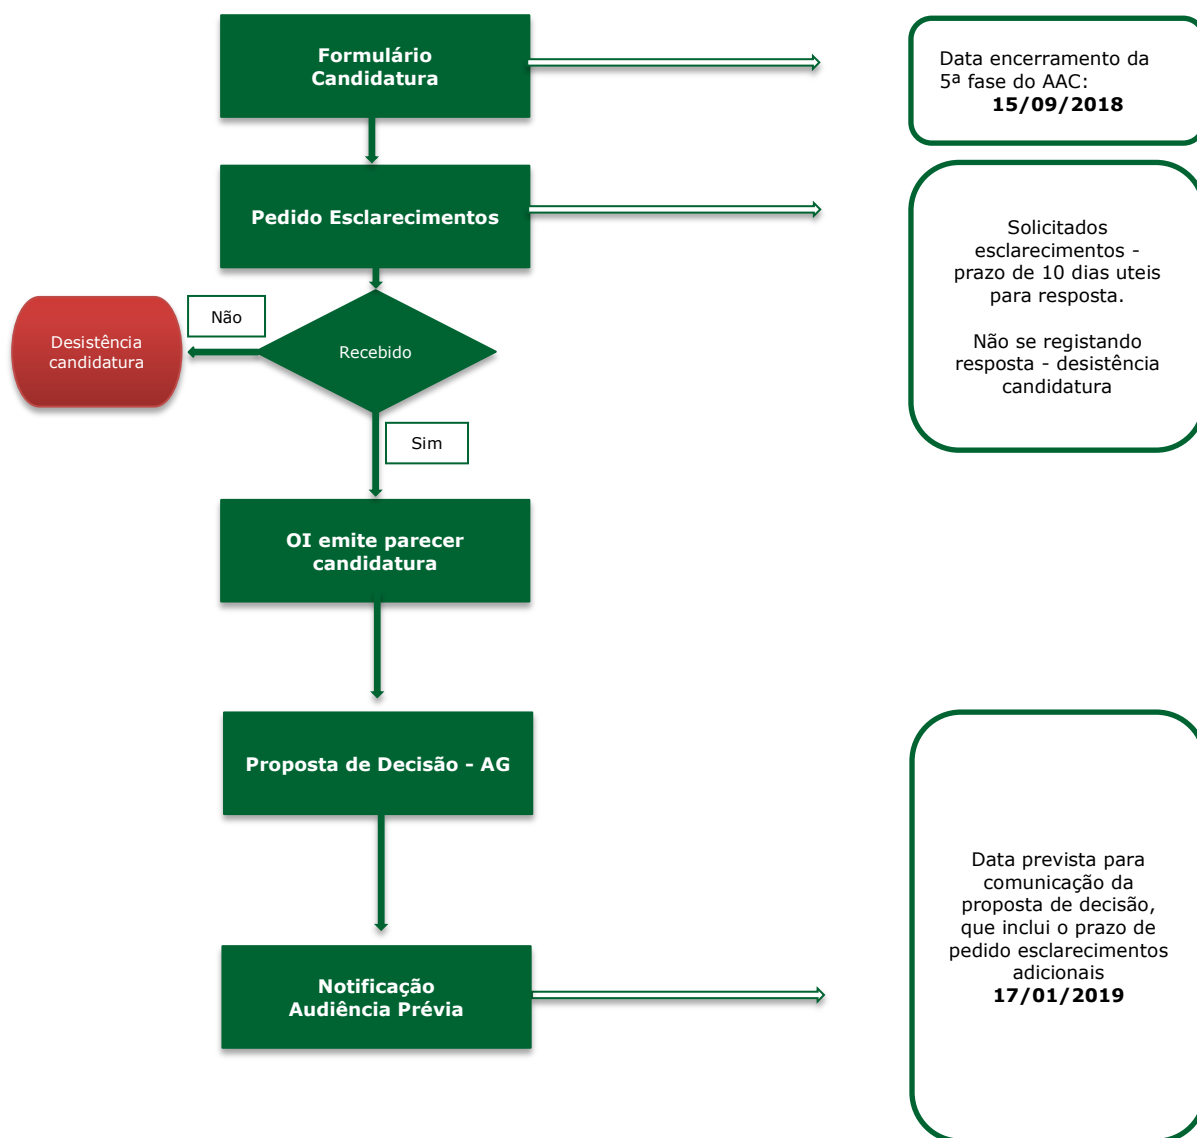 Formulário
Candidatura
Data encerramento da
5ª fase do AAC:
15/09/2018
Pedido Esclarecimentos
Solicitados
esclarecimentos -
prazo de 10 dias uteis
para resposta.
Não se registando
resposta - desistência
candidatura
Não
Desistência
candidatura
Recebido
Sim
OI emite parecer
candidatura
Proposta de Decisão - AG
Data prevista para
comunicação da
proposta de decisão,
que inclui o prazo de
pedido esclarecimentos
adicionais
17/01/2019
Notificação
Audiência Prévia